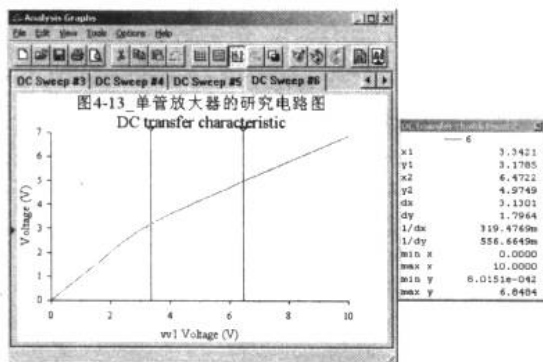 Analysis Graphs
File Edit View Tools Options Help
DC Sweep #3 DC Sweep #4 DC Sweep #5 DC Sweep #6
图4-13_单管放大器的研究电路图
DC transfer characteristic
Voltage (V)
7
6
5
4
3
2
1
0
0 2 4 6 8 10
vv1 Voltage (V)
6
x1 3.3421
y1 3.1785
x2 6.4722
y2 4.9749
dx 3.1301
dy 1.7964
1/dx 319.4769m
1/dy 556.6649m
min x 0.0000
max x 10.0000
min y 6.0151e-042
max y 6.8484